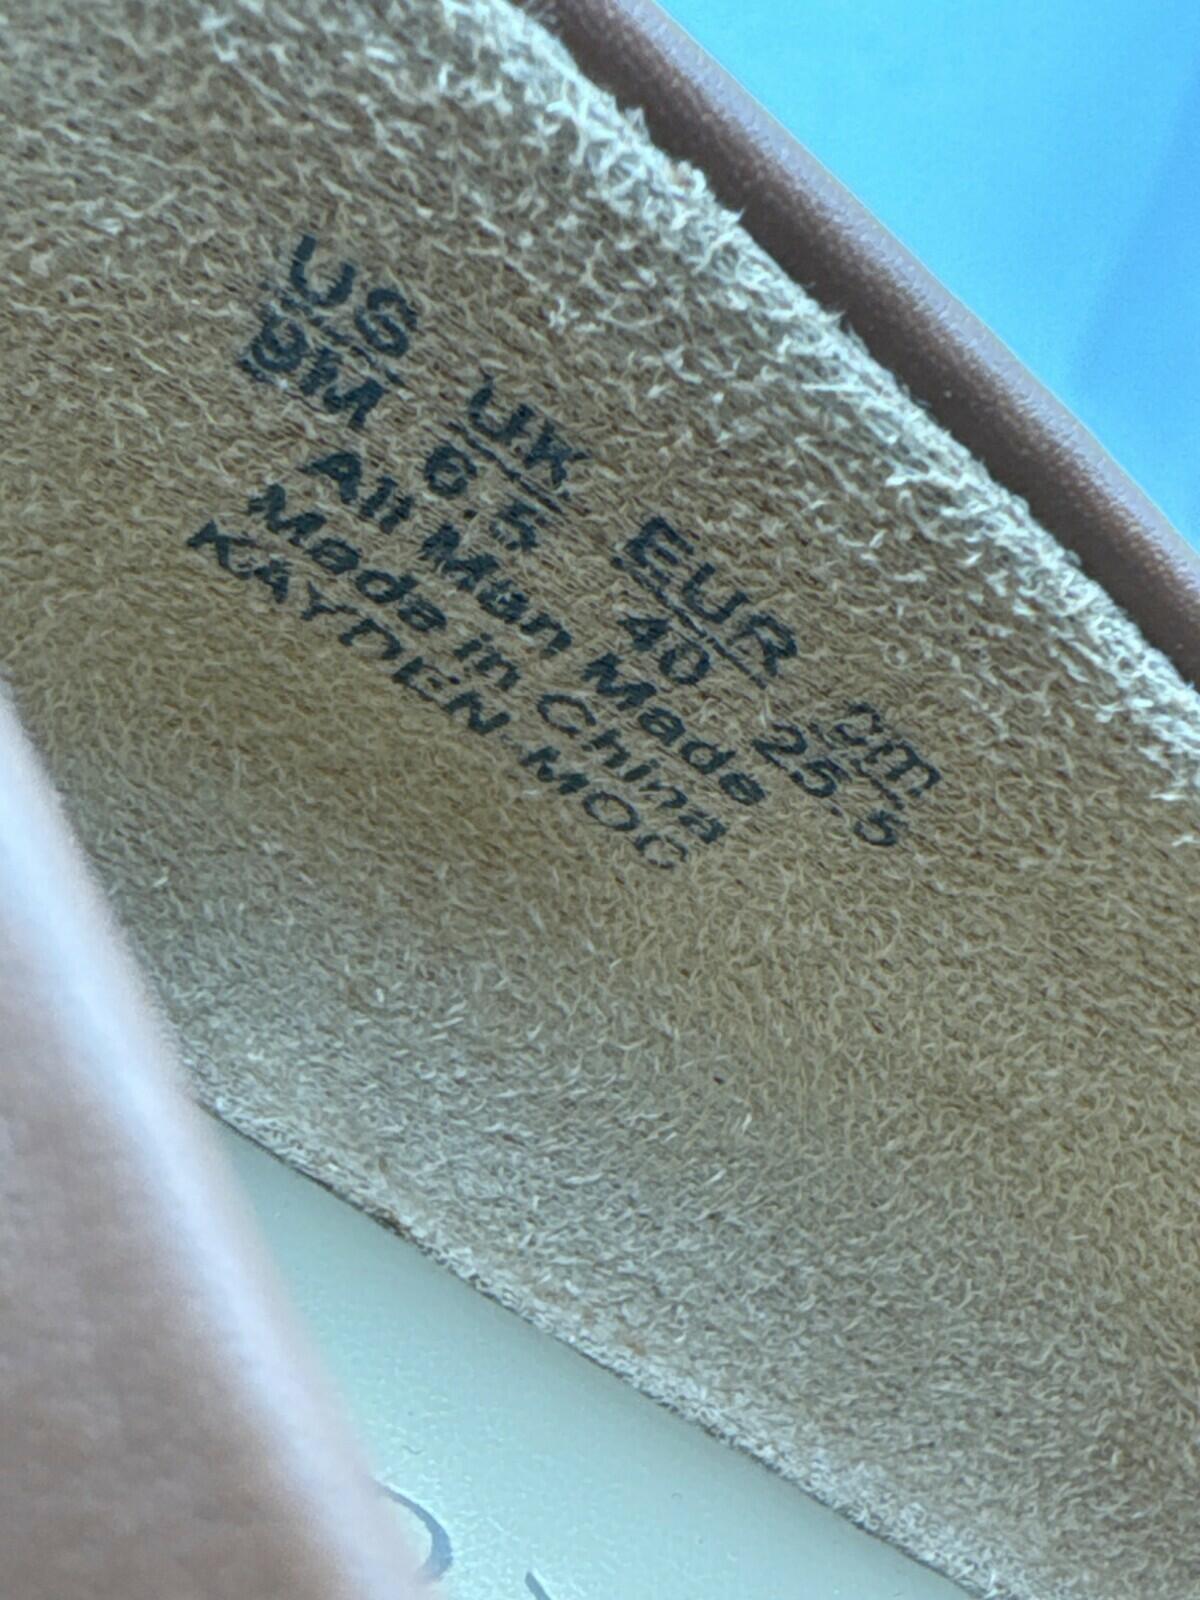 US UK EUR cm
9M 6.5 40 25.5
All Man Made
Made in China
KAYDEN-MOC